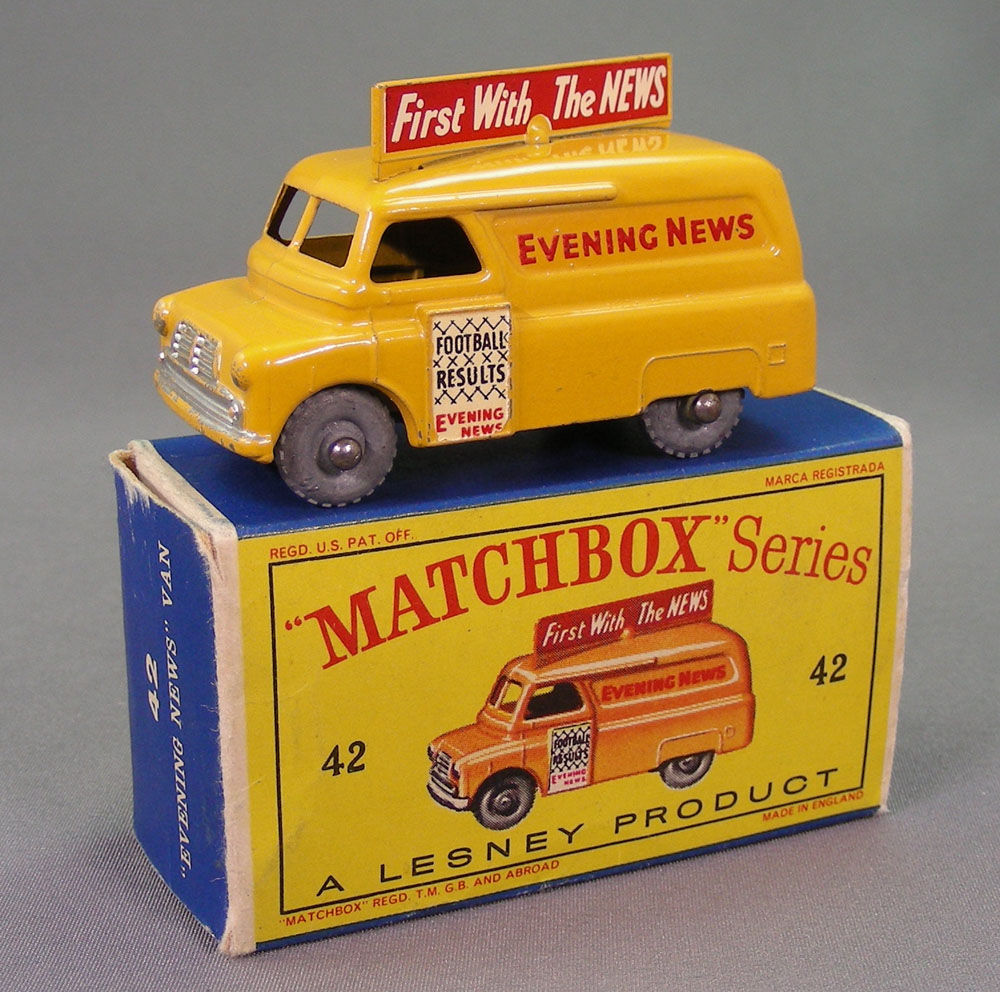 First With The NEWS
EVENING NEWS
FOOTBALL
RESULTS
EVENING
NEWS
REGD. U.S. PAT. OFF.
MARCA REGISTRADA
"MATCHBOX" Series
First With The NEWS
EVENING NEWS
FOOTBALL
RESULTS
EVENING
NEWS
42
42
A LESNEY PRODUCT
"MATCHBOX" REGD. T.M. G.B. AND ABROAD
MADE IN ENGLAND
42
"EVENING NEWS" VAN